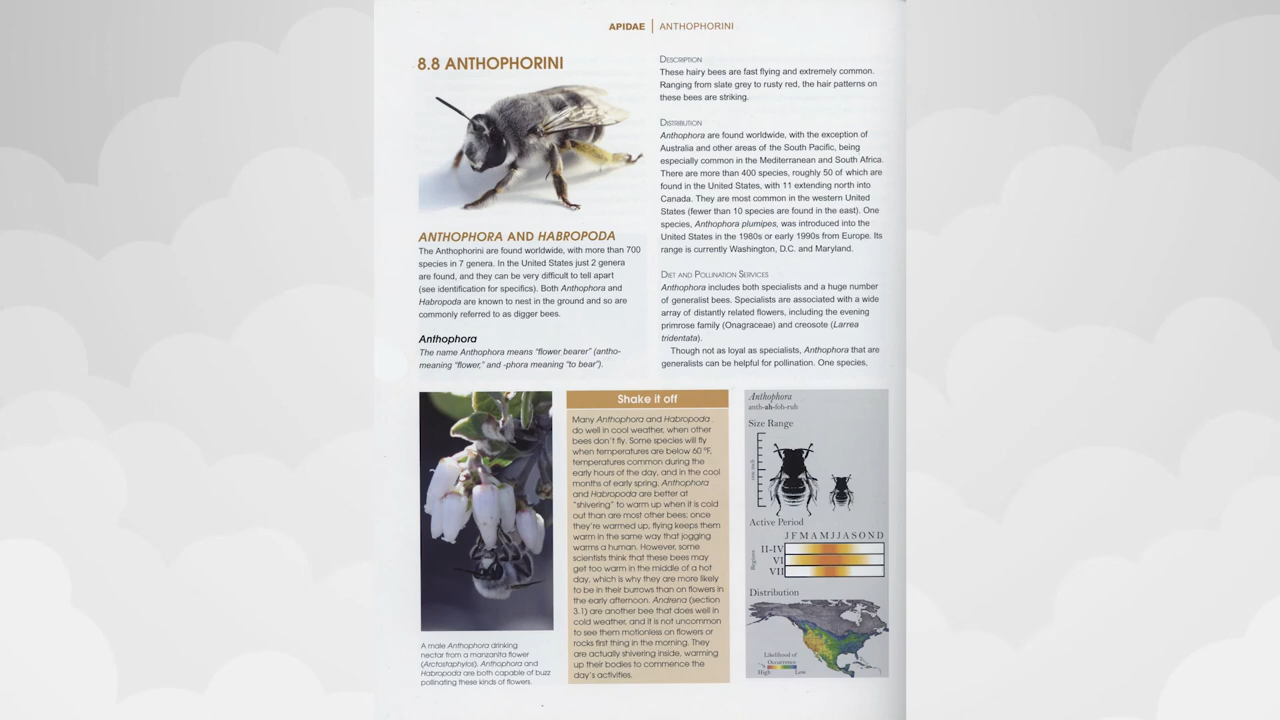 APIDAE | ANTHOPHORINI
8.8 ANTHOPHORINI
ANTHOPHORA AND HABROPODA
The Anthophorini are found worldwide, with more than 700
species in 7 genera. In the United States just 2 genera
are found, and they can be very difficult to tell apart
(see identification for specifics). Both Anthophora and
Habropoda are known to nest in the ground and so are
commonly referred to as digger bees.
Anthophora
The name Anthophora means “flower bearer” (antho-
meaning “flower,” and -phora meaning “to bear”).
DESCRIPTION
These hairy bees are fast flying and extremely common.
Ranging from slate grey to rusty red, the hair patterns on
these bees are striking.
DISTRIBUTION
Anthophora are found worldwide, with the exception of
Australia and other areas of the South Pacific, being
especially common in the Mediterranean and South Africa.
There are more than 400 species, roughly 50 of which are
found in the United States, with 11 extending north into
Canada. They are most common in the western United
States (fewer than 10 species are found in the east). One
species, Anthophora plumipes, was introduced into the
United States in the 1980s or early 1990s from Europe. Its
range is currently Washington, D.C. and Maryland.
DIET AND POLLINATION SERVICES
Anthophora includes both specialists and a huge number
of generalist bees. Specialists are associated with a wide
array of distantly related flowers, including the evening
primrose family (Onagraceae) and creosote (Larrea
tridentata).
Though not as loyal as specialists, Anthophora that are
generalists can be helpful for pollination. One species,
A male Anthophora drinking
nectar from a manzanita flower
(Arctostaphylos). Anthophora and
Habropoda are both capable of buzz
pollinating these kinds of flowers.
Shake it off
Many Anthophora and Habropoda
do well in cool weather, when other
bees don’t fly. Some species will fly
when temperatures are below 60 °F,
temperatures common during the
early hours of the day, and in the cool
months of early spring. Anthophora
and Habropoda are better at
“shivering” to warm up when it is cold
out than are most other bees; once
they’re warmed up, flying keeps them
warm in the same way that jogging
warms a human. However, some
scientists think that these bees may
get too warm in the middle of a hot
day, which is why they are more likely
to be in their burrows than on flowers in
the early afternoon. Andrena (section
3.1) are another bee that does well in
cold weather, and it is not uncommon
to see them motionless on flowers or
rocks first thing in the morning. They
are actually shivering inside, warming
up their bodies to commence the
day’s activities.
Anthophora
anth-ah-foh-ruh
Size Range
one inch
Active Period
J F M A M J J A S O N D
Regions
II-IV
VI
VII
Distribution
Likelihood of
Occurrence
High Low